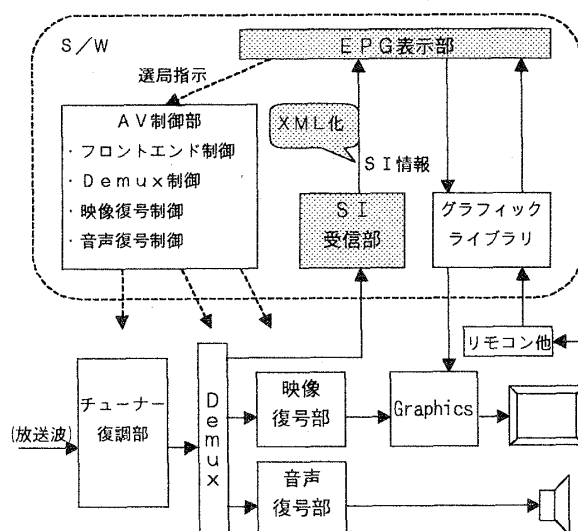 S/W
EPG表示部
選局指示
AV制御部
・フロントエンド制御
・Demux制御
・映像復号制御
・音声復号制御
XML化
SI情報
SI
受信部
グラフィック
ライブラリ
リモコン他
(放送波)
チューナー
復調部
Demux
映像
復号部
Graphics
音声
復号部